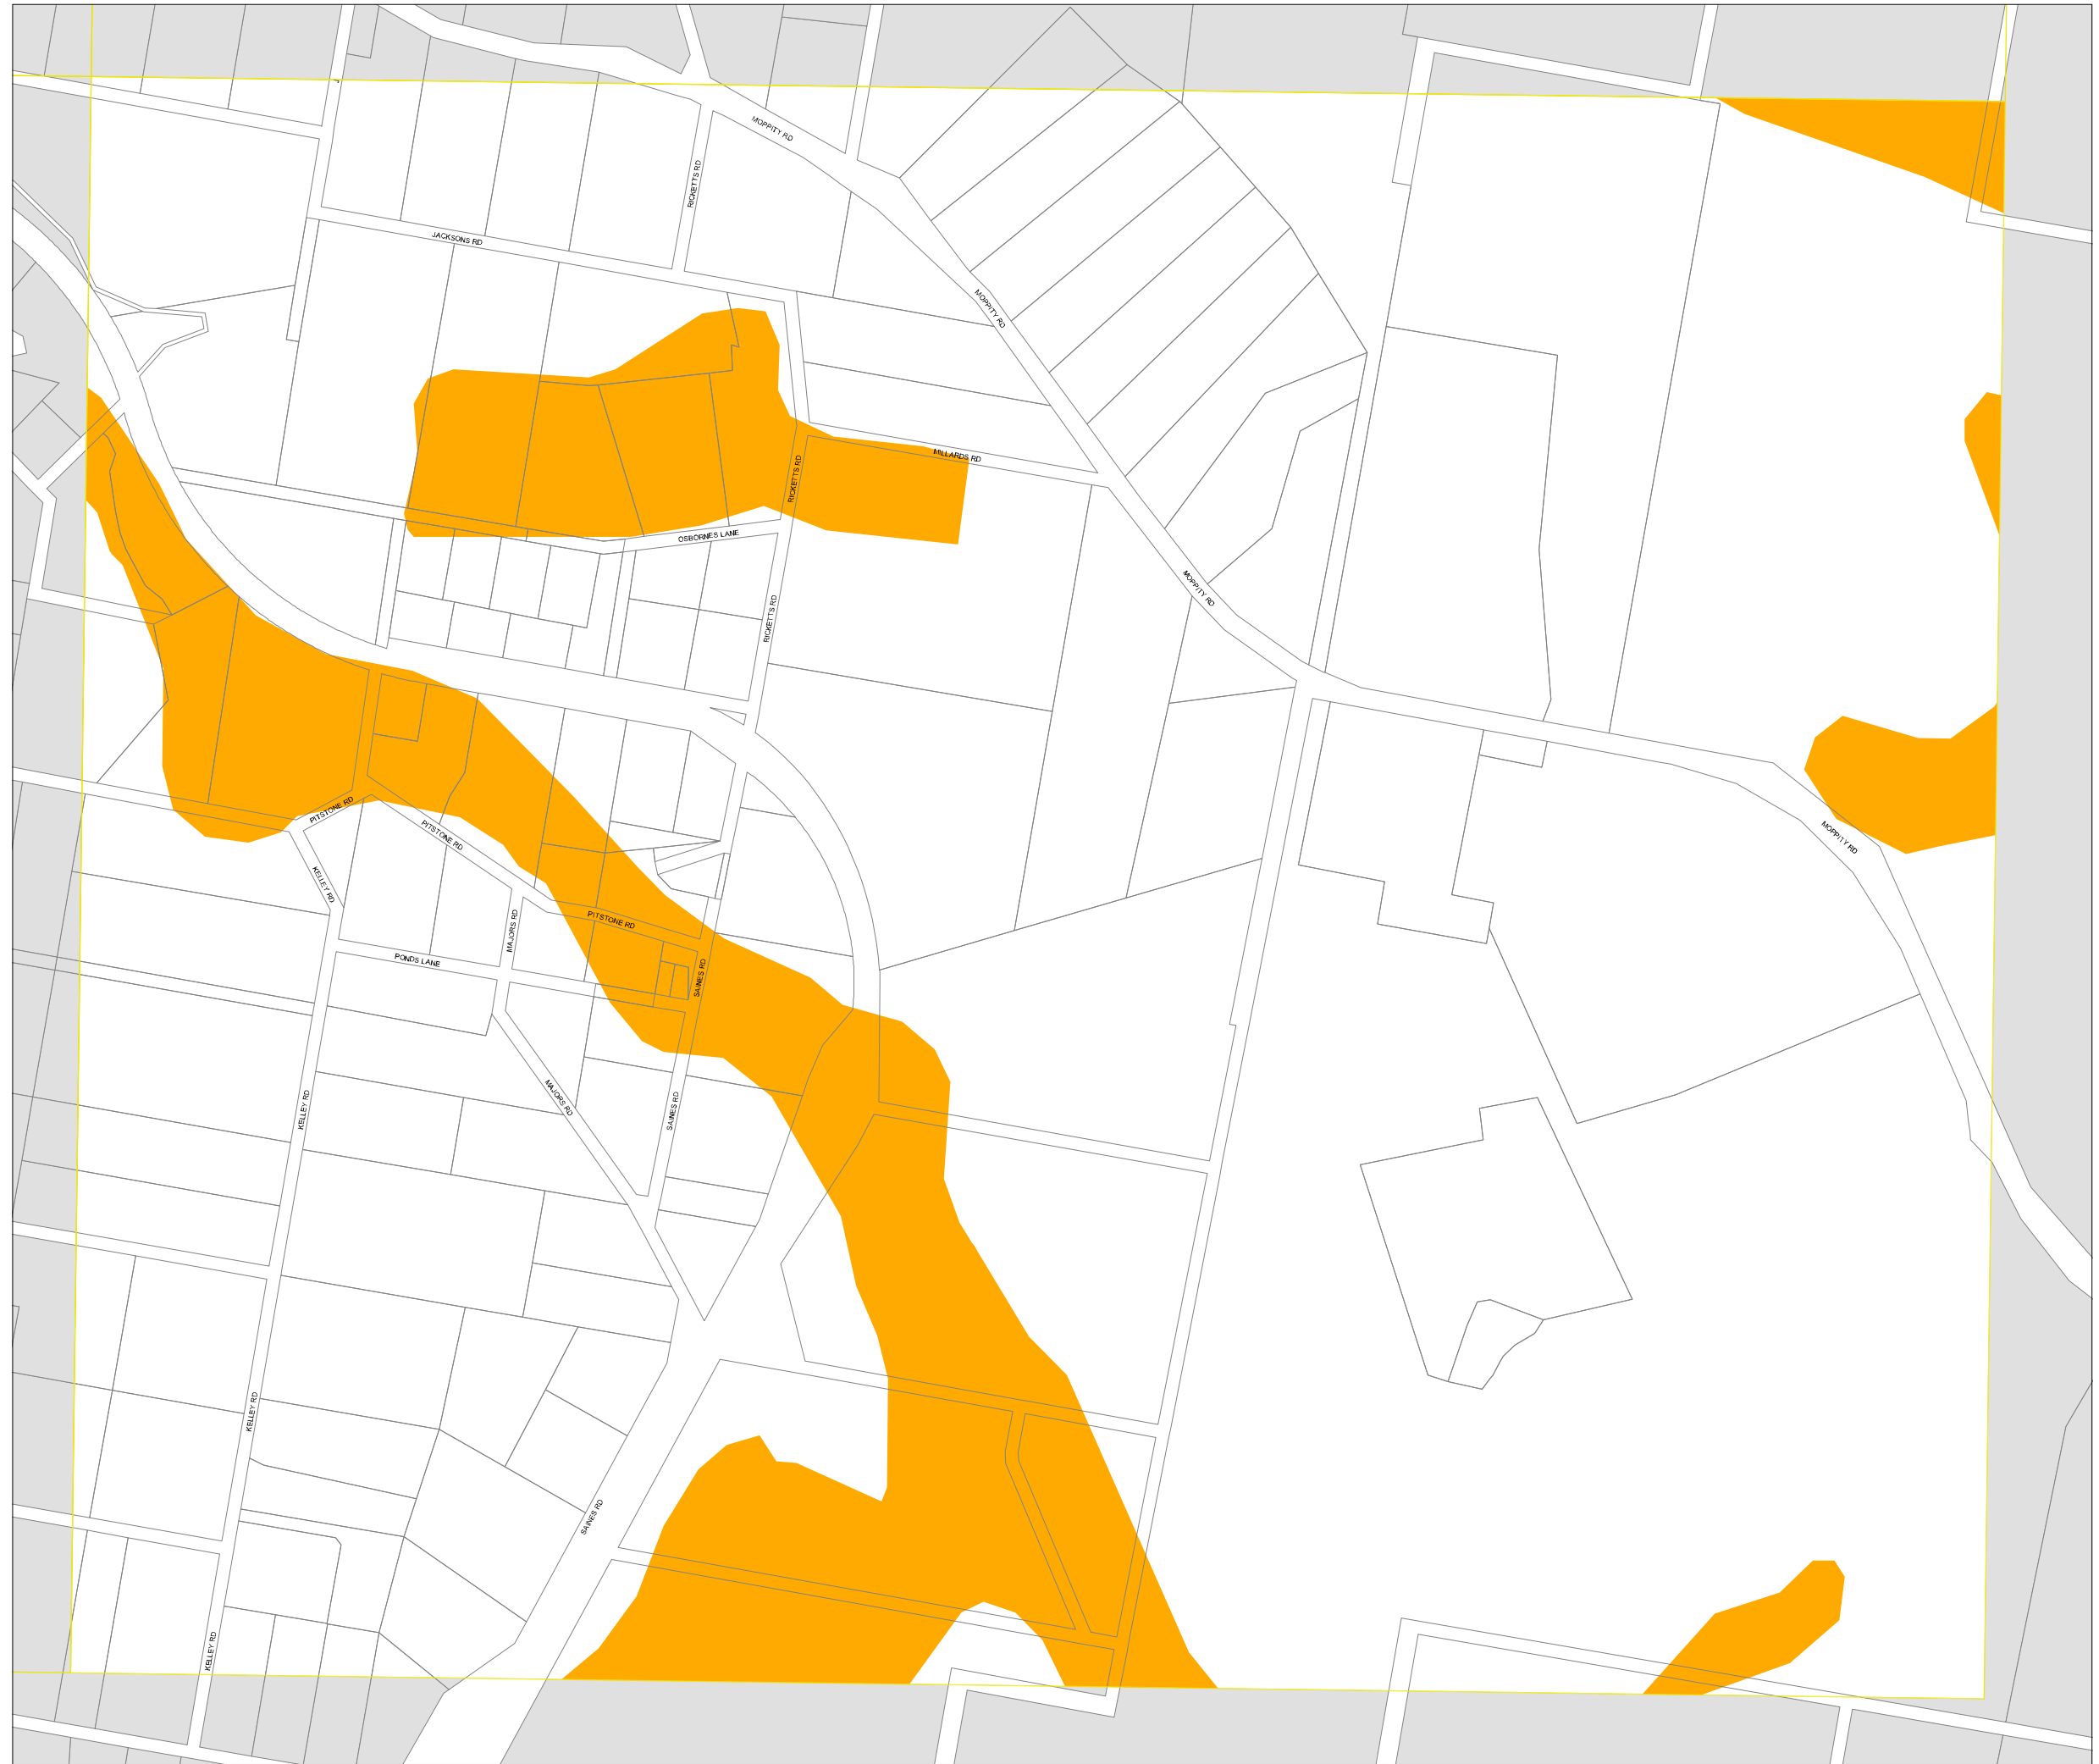 MOPPITY RD
RICKETTS RD
JACKSONS RD
MOPPITY RD
MILLARDS RD
RICKETTS RD
OSBORNES LANE
MOPPITY RD
RICKETTS RD
PITSTONE RD
PITSTONE RD
MOPPITY RD
KELLEY RD
PITSTONE RD
MAJORS RD
PONDS LANE
SAINES RD
MAJORS RD
KELLEY RD
SAINES RD
KELLEY RD
SAINES RD
KELLEY RD